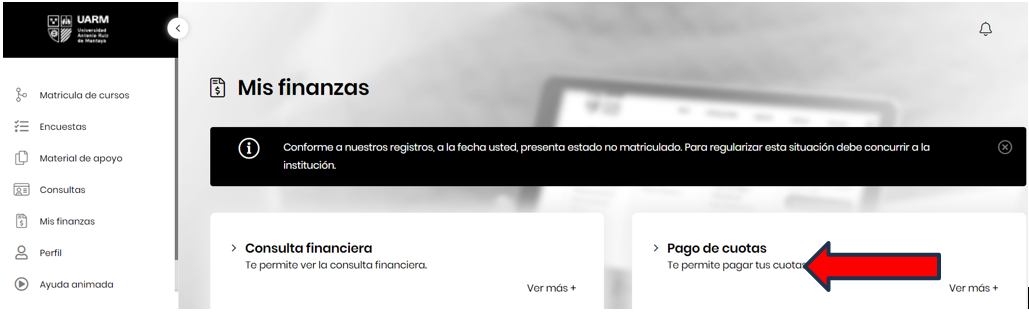 UARM
Universidad
Antonio Ruiz
de Montoya
Matricula de cursos
Encuestas
Material de apoyo
Consultas
Mis finanzas
Perfil
Ayuda animada
Mis finanzas
Conforme a nuestros registros, a la fecha usted, presenta estado no matriculado. Para regularizar esta situación debe concurrir a la
institución.
Consulta financiera
Te permite ver la consulta financiera.
Ver más +
Pago de cuotas
Te permite pagar tus cuotas
Ver más +